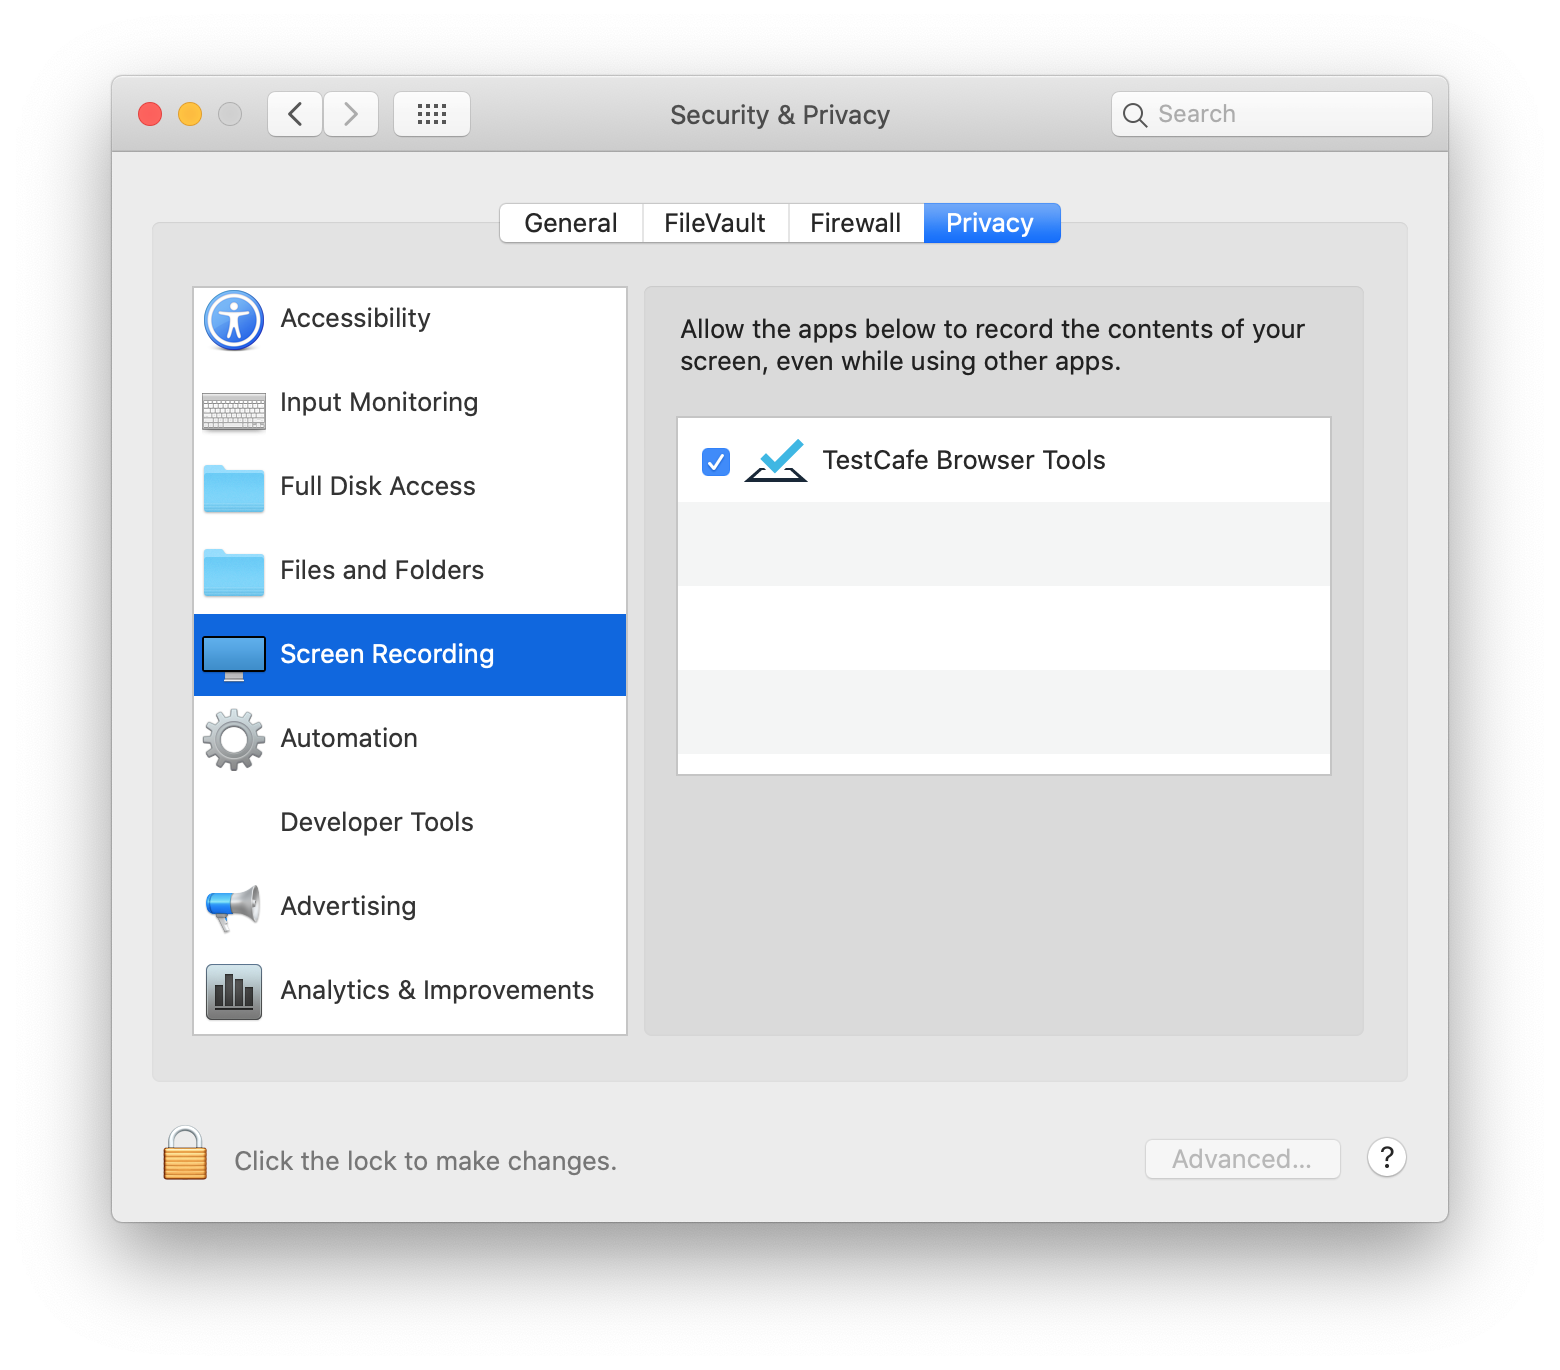 Security & Privacy
Search
General
FileVault
Firewall
Privacy
Accessibility
Input Monitoring
Full Disk Access
Files and Folders
Screen Recording
Automation
Developer Tools
Advertising
Analytics & Improvements
Allow the apps below to record the contents of your
screen, even while using other apps.
TestCafe Browser Tools
Click the lock to make changes.
Advanced...
?